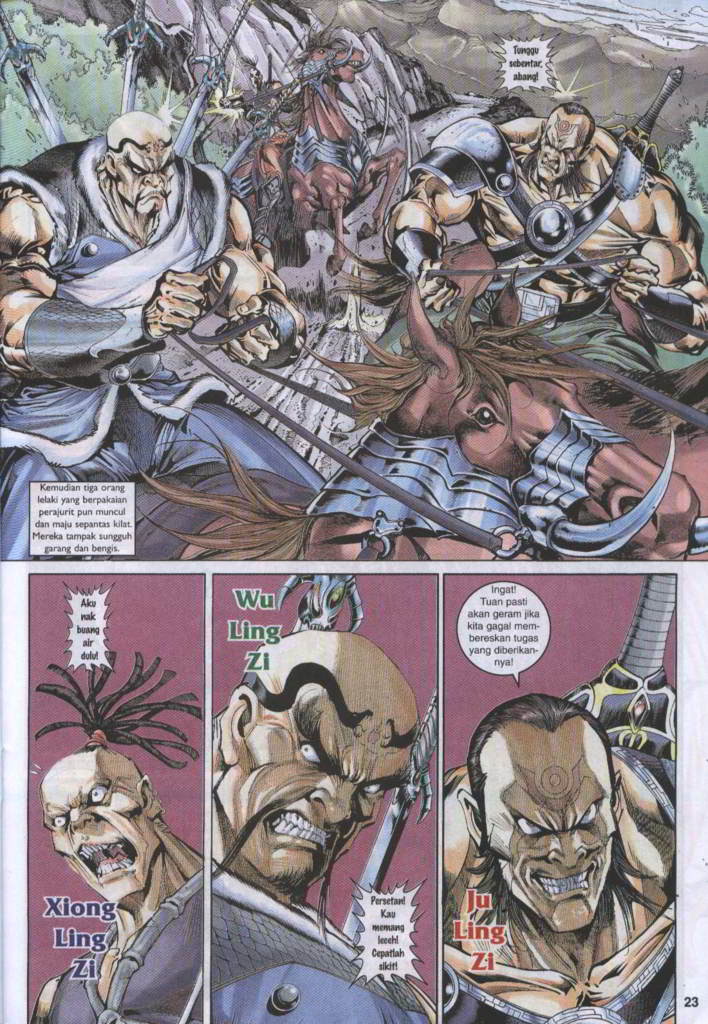 Tunggu
sebentar,
abang!
Kemudian tiga orang
lelaki yang berpakaian
perajurit pun muncul
dan maju sepantas kilat.
Mereka tampak sungguh
garang dan bengis.
Aku
nak
buang
air
dulu!
Xiong
Ling
Zi
Wu
Ling
Zi
Persetan!
Kau
memang
leceh!
Cepatlah
sikit!
Ingat!
Tuan pasti
akan geram jika
kita gagal mem-
bereskan tugas
yang diberikan-
nya!
Ju
Ling
Zi
23